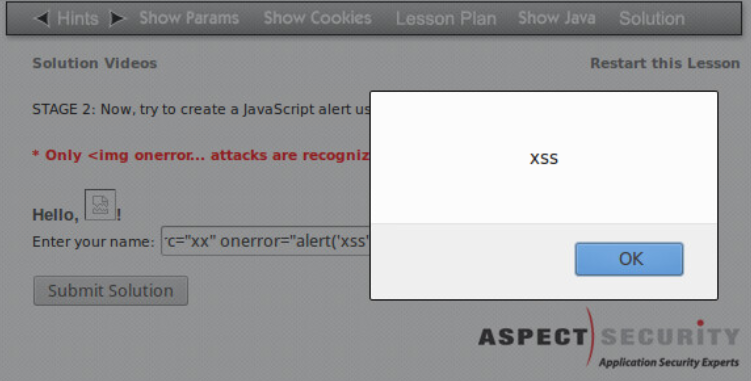 Hints Show Params Show Cookies Lesson Plan Show Java Solution
Solution Videos Restart this Lesson
STAGE 2: Now, try to create a JavaScript alert us
* Only <img onerror... attacks are recogniz
xss
Hello, !
Enter your name: c="xx" onerror="alert('xss'
OK
Submit Solution
ASPECT SECURITY
Application Security Experts